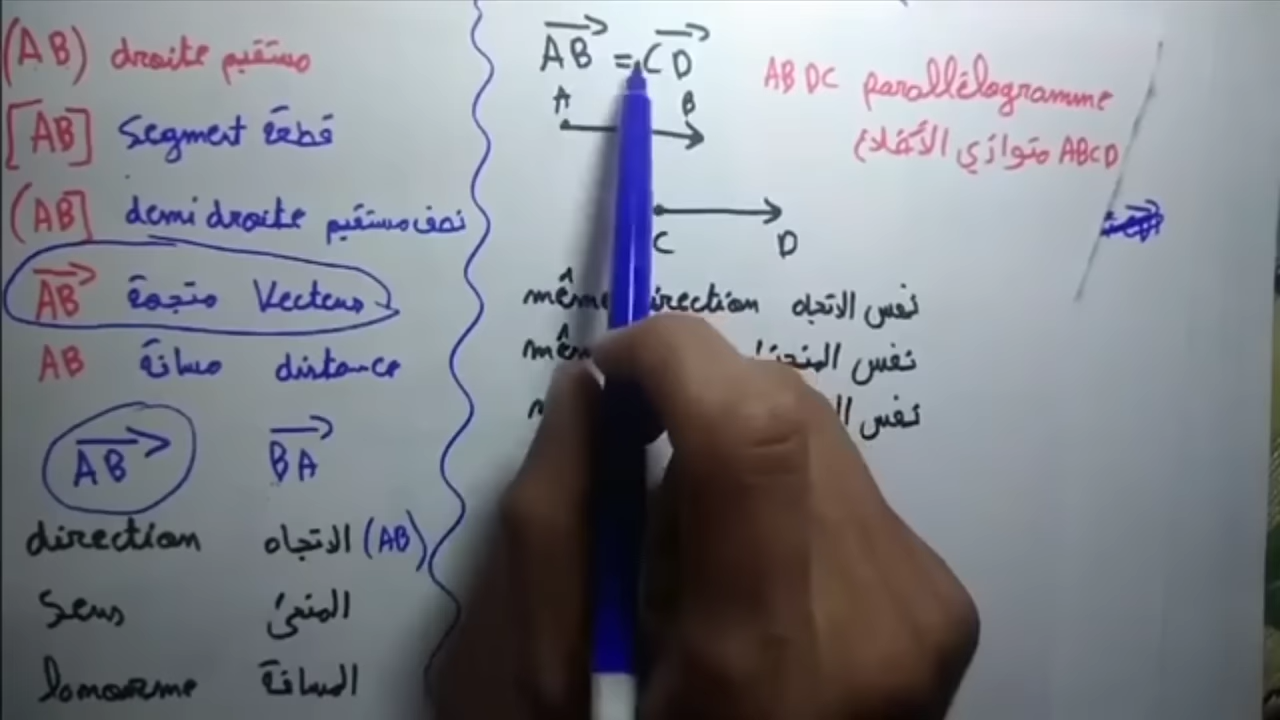 (AB) droite مستقيم
[AB] segment قطعة
(AB] demi droite نصف مستقيم
AB متجهة Vecteur
AB مسافة distance
AB BA
direction الاتجاه (AB)
Sens المنحى
la norme المسافة
AB = CD
A B
C D
même direction نفس الاتجاه
نفس المنحى
نفس
ABDC parallélogramme
ABCD متوازي الأضلاع